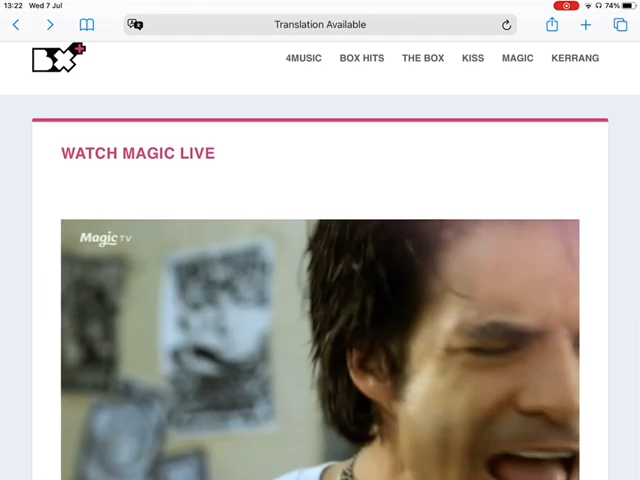 13:22 Wed 7 Jul
74%
Translation Available
BOX+
4MUSIC BOX HITS THE BOX KISS MAGIC KERRANG
WATCH MAGIC LIVE
Magic TV